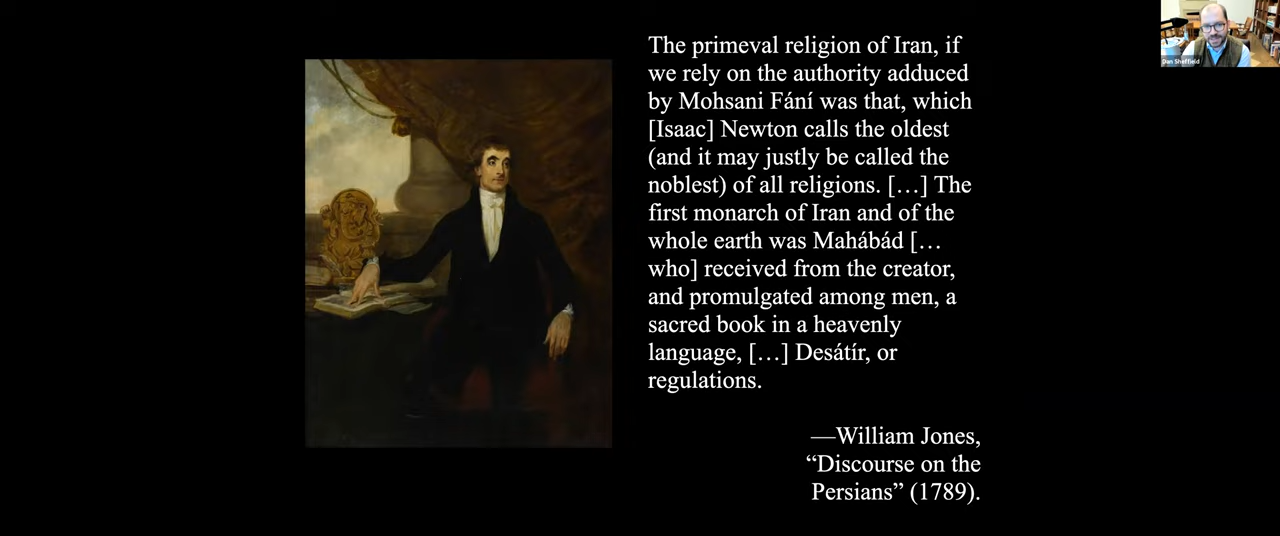 The primeval religion of Iran, if
we rely on the authority adduced
by Mohsani Fání was that, which
[Isaac] Newton calls the oldest
(and it may justly be called the
noblest) of all religions. […] The
first monarch of Iran and of the
whole earth was Mahábád […
who] received from the creator,
and promulgated among men, a
sacred book in a heavenly
language, […] Desátír, or
regulations.
—William Jones,
“Discourse on the
Persians” (1789).
Dan Sheffield